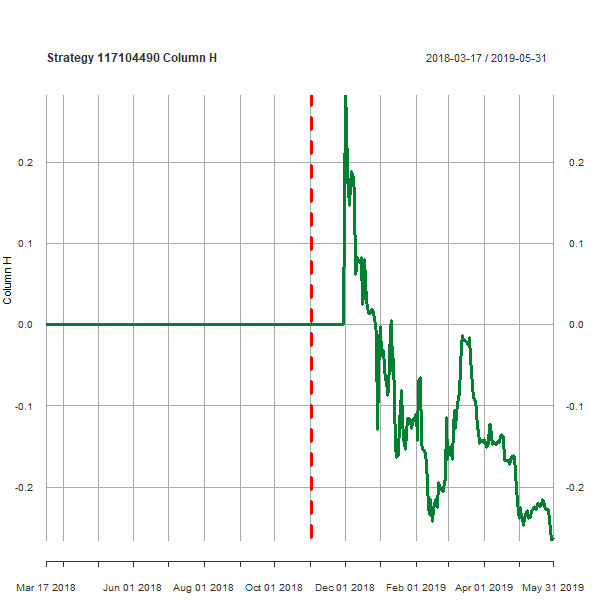 Strategy 117104490 Column H 2018-03-17 / 2019-05-31
0.2 0.2
0.1 0.1
Column H
0.0 0.0
-0.1 -0.1
-0.2 -0.2
Mar 17 2018 Jun 01 2018 Aug 01 2018 Oct 01 2018 Dec 01 2018 Feb 01 2019 Apr 01 2019 May 31 2019